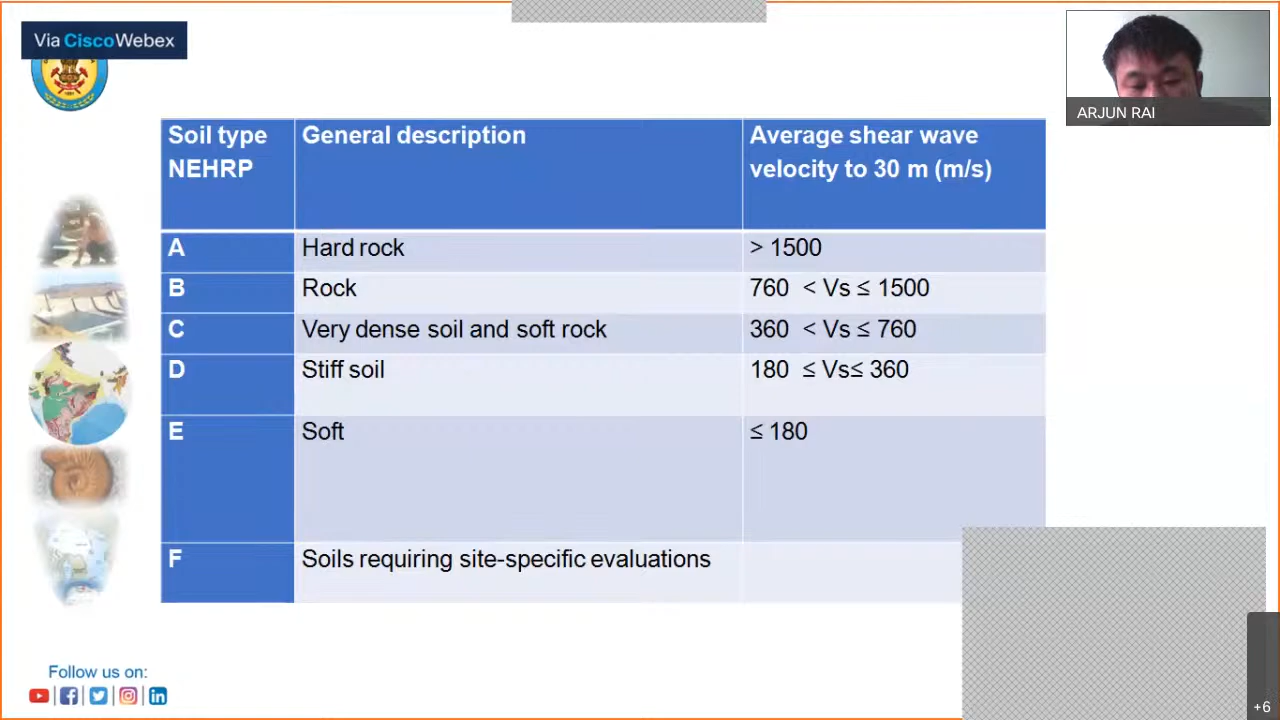 Via Cisco Webex
ARJUN RAI
Soil type NEHRP
General description
Average shear wave velocity to 30 m (m/s)
A
Hard rock
> 1500
B
Rock
760 < Vs ≤ 1500
C
Very dense soil and soft rock
360 < Vs ≤ 760
D
Stiff soil
180 ≤ Vs≤ 360
E
Soft
≤ 180
F
Soils requiring site-specific evaluations
Follow us on:
+6